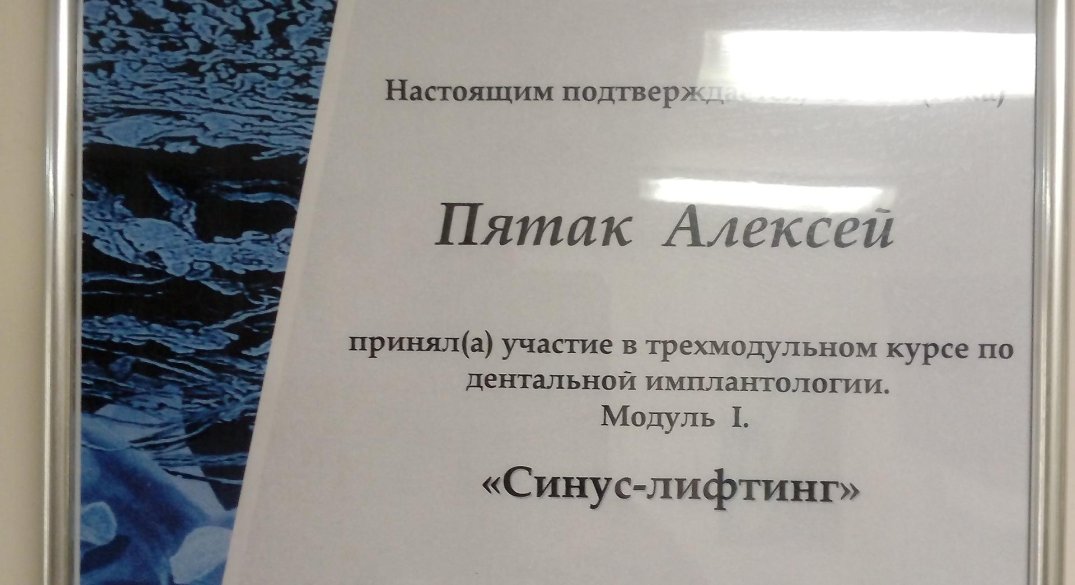 Настоящим подтверждается,
Пятак Алексей
принял(а) участие в трехмодульном курсе по
дентальной имплантологии.
Модуль I.
«Синус-лифтинг»